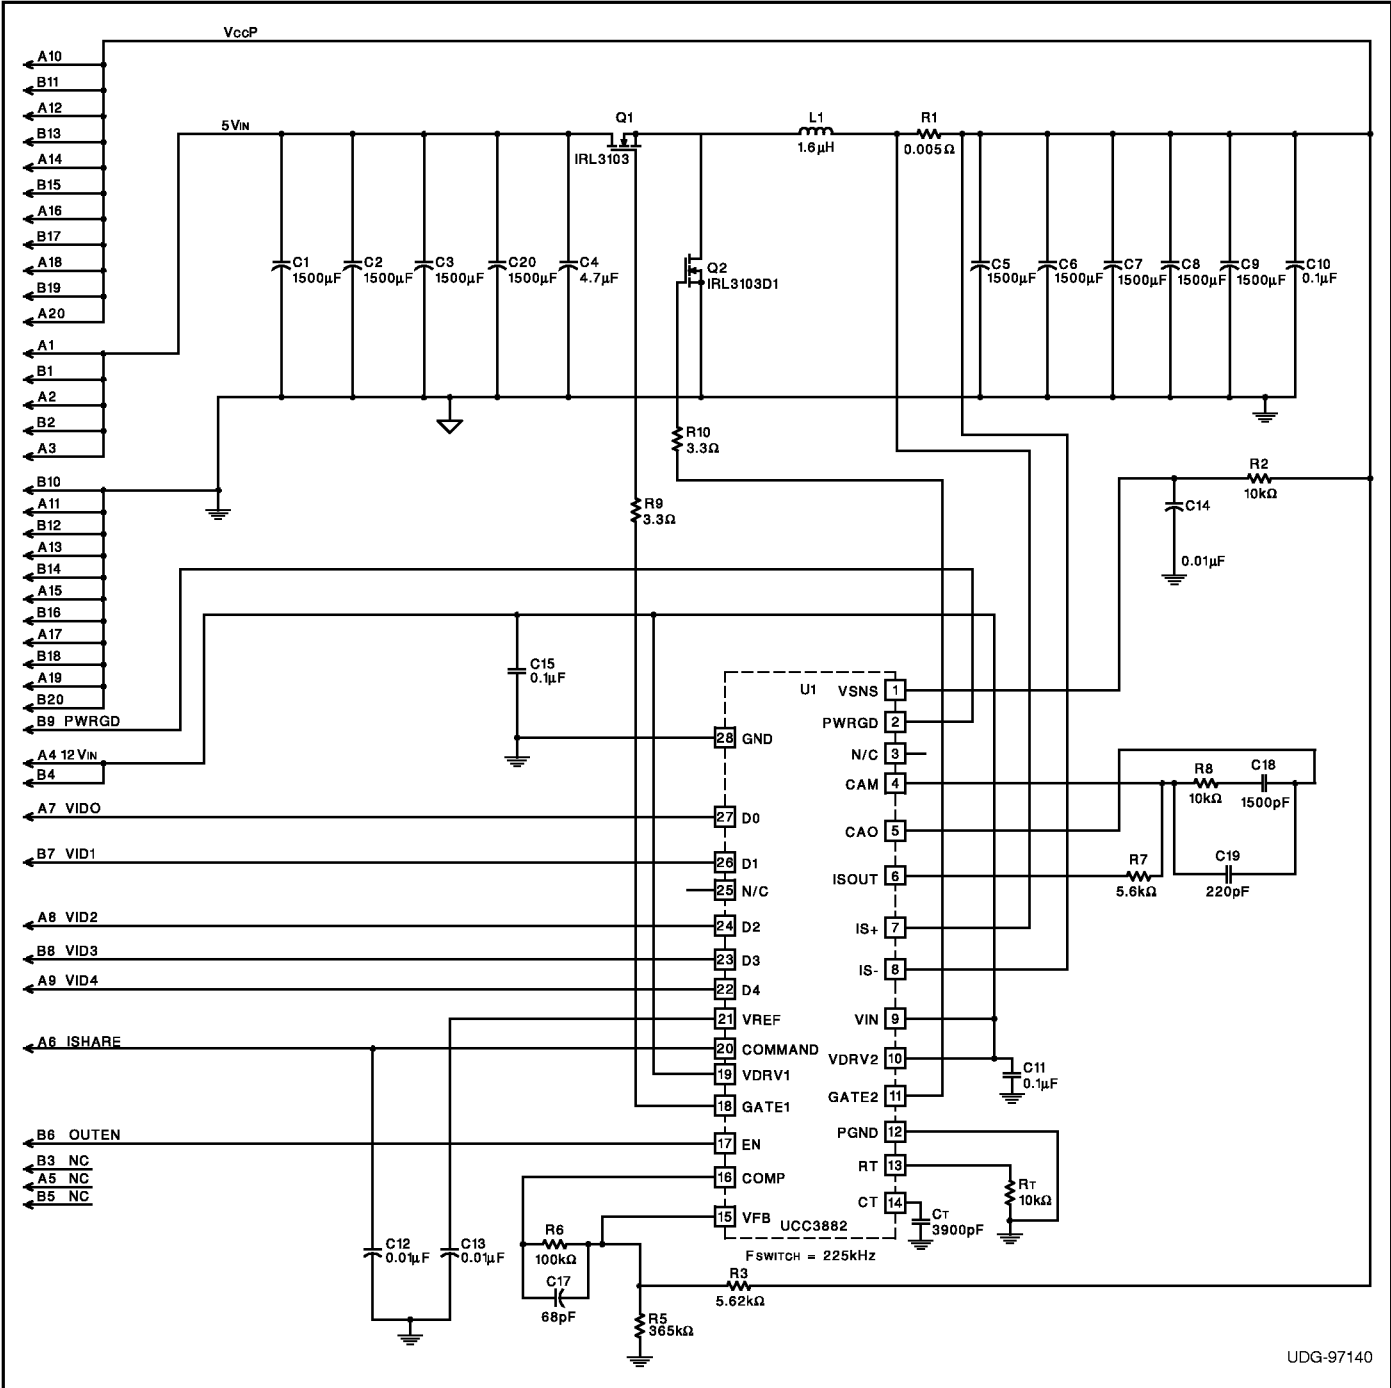 VCCP
A10
B11
A12
B13
A14
B15
A16
B17
A18
B19
A20
5VIN
Q1
IRL3103
L1
1.6µH
R1
0.005Ω
C1
1500µF
C2
1500µF
C3
1500µF
C20
1500µF
C4
4.7µF
Q2
IRL3103D1
C5
1500µF
C6
1500µF
C7
1500µF
C8
1500µF
C9
1500µF
C10
0.1µF
A1
B1
A2
B2
A3
R10
3.3Ω
R9
3.3Ω
R2
10kΩ
C14
0.01µF
B10
A11
B12
A13
B14
A15
B16
A17
B18
A19
B20
B9 PWRGD
A4 12VIN
B4
A7 VIDO
B7 VID1
A8 VID2
B8 VID3
A9 VID4
A6 ISHARE
B6 OUTEN
B3 NC
A5 NC
B5 NC
C15
0.1µF
U1
28 GND
27 D0
26 D1
25 N/C
24 D2
23 D3
22 D4
21 VREF
20 COMMAND
19 VDRV1
18 GATE1
17 EN
16 COMP
15 VFB
VSNS 1
PWRGD 2
N/C 3
CAM 4
CAO 5
ISOUT 6
IS+ 7
IS- 8
VIN 9
VDRV2 10
GATE2 11
PGND 12
RT 13
CT 14
UCC3882
FSWITCH = 225kHz
R8
10kΩ
C18
1500pF
R7
5.6kΩ
C19
220pF
C11
0.1µF
RT
10kΩ
CT
3900pF
C12
0.01µF
C13
0.01µF
R6
100kΩ
C17
68pF
R3
5.62kΩ
R5
365kΩ
UDG-97140